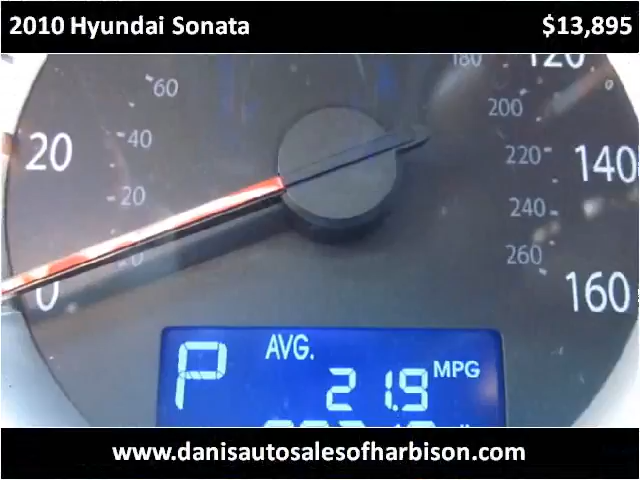 2010 Hyundai Sonata $13,895
60 180 120
20 40 200
220 140
20 240
0 0 260 160
P AVG. 21.9 MPG
www.danisautosalesofharbison.com